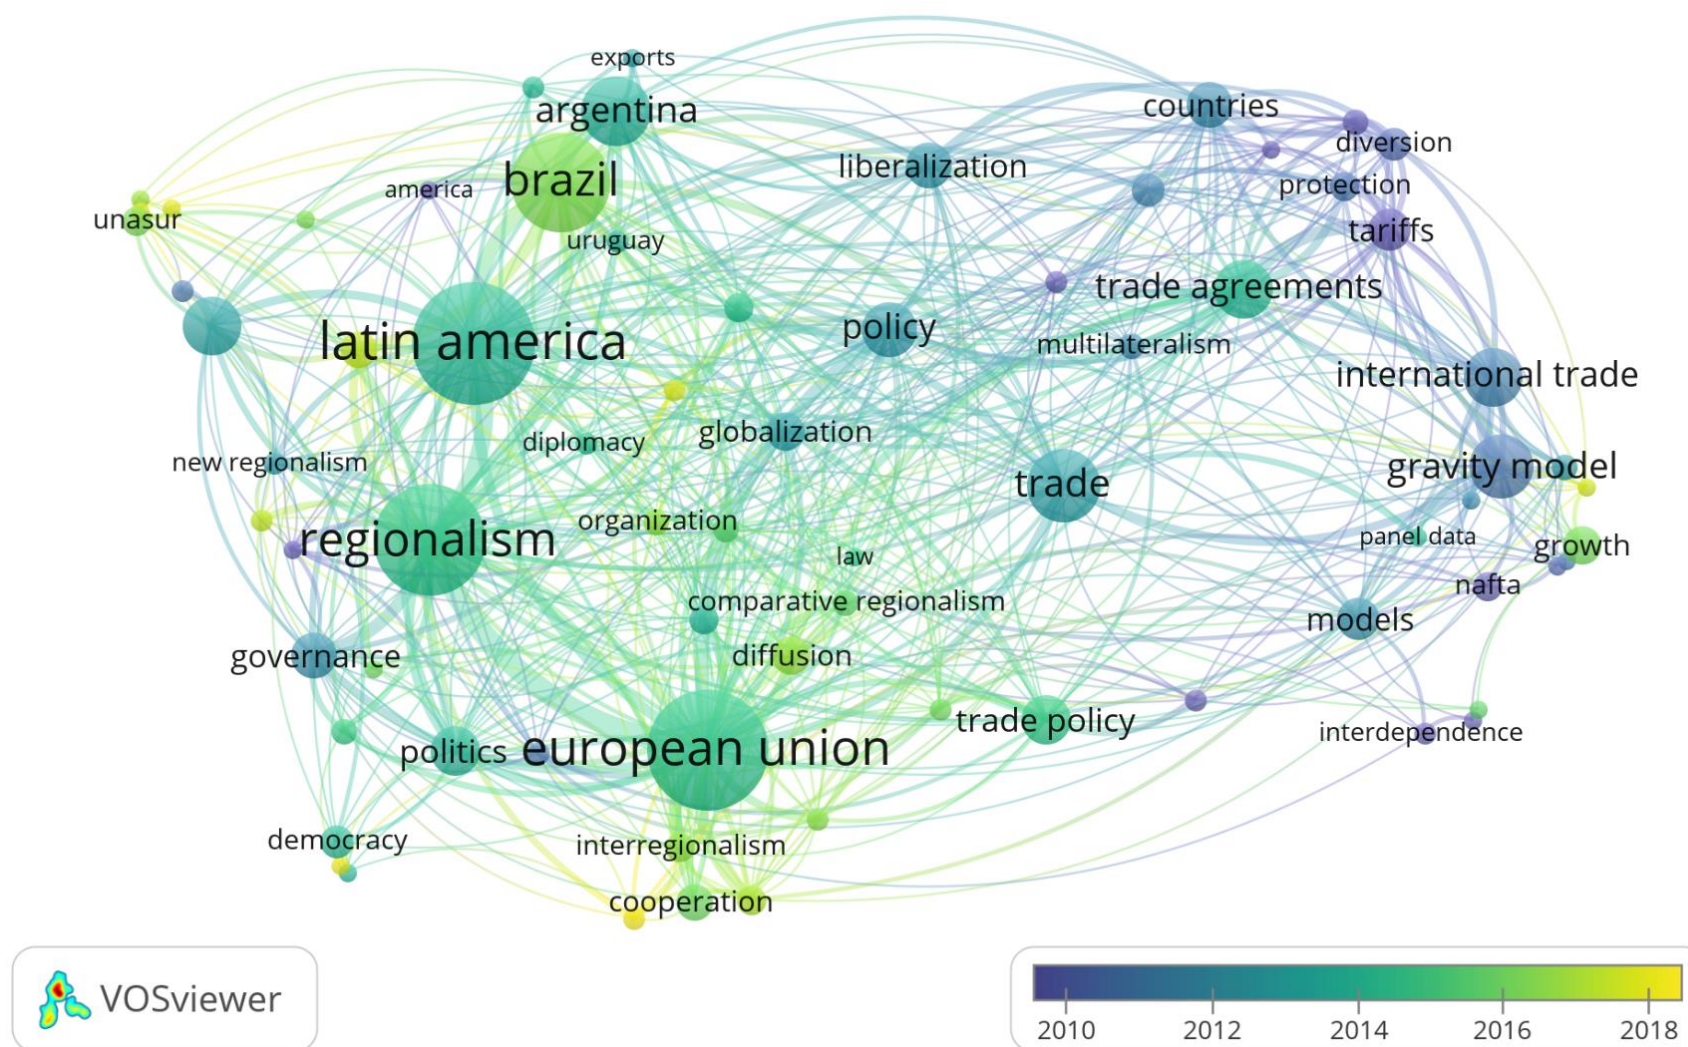 exports
argentina
countries
diversion
liberalization
brazil
america
protection
unasur
tariffs
uruguay
trade agreements
latin america
policy
multilateralism
international trade
diplomacy
globalization
new regionalism
gravity model
trade
organization
regionalism
law
panel data
growth
nafta
comparative regionalism
models
governance
diffusion
trade policy
interdependence
politics
european union
democracy
interregionalism
cooperation
VOSviewer
2010 2012 2014 2016 2018